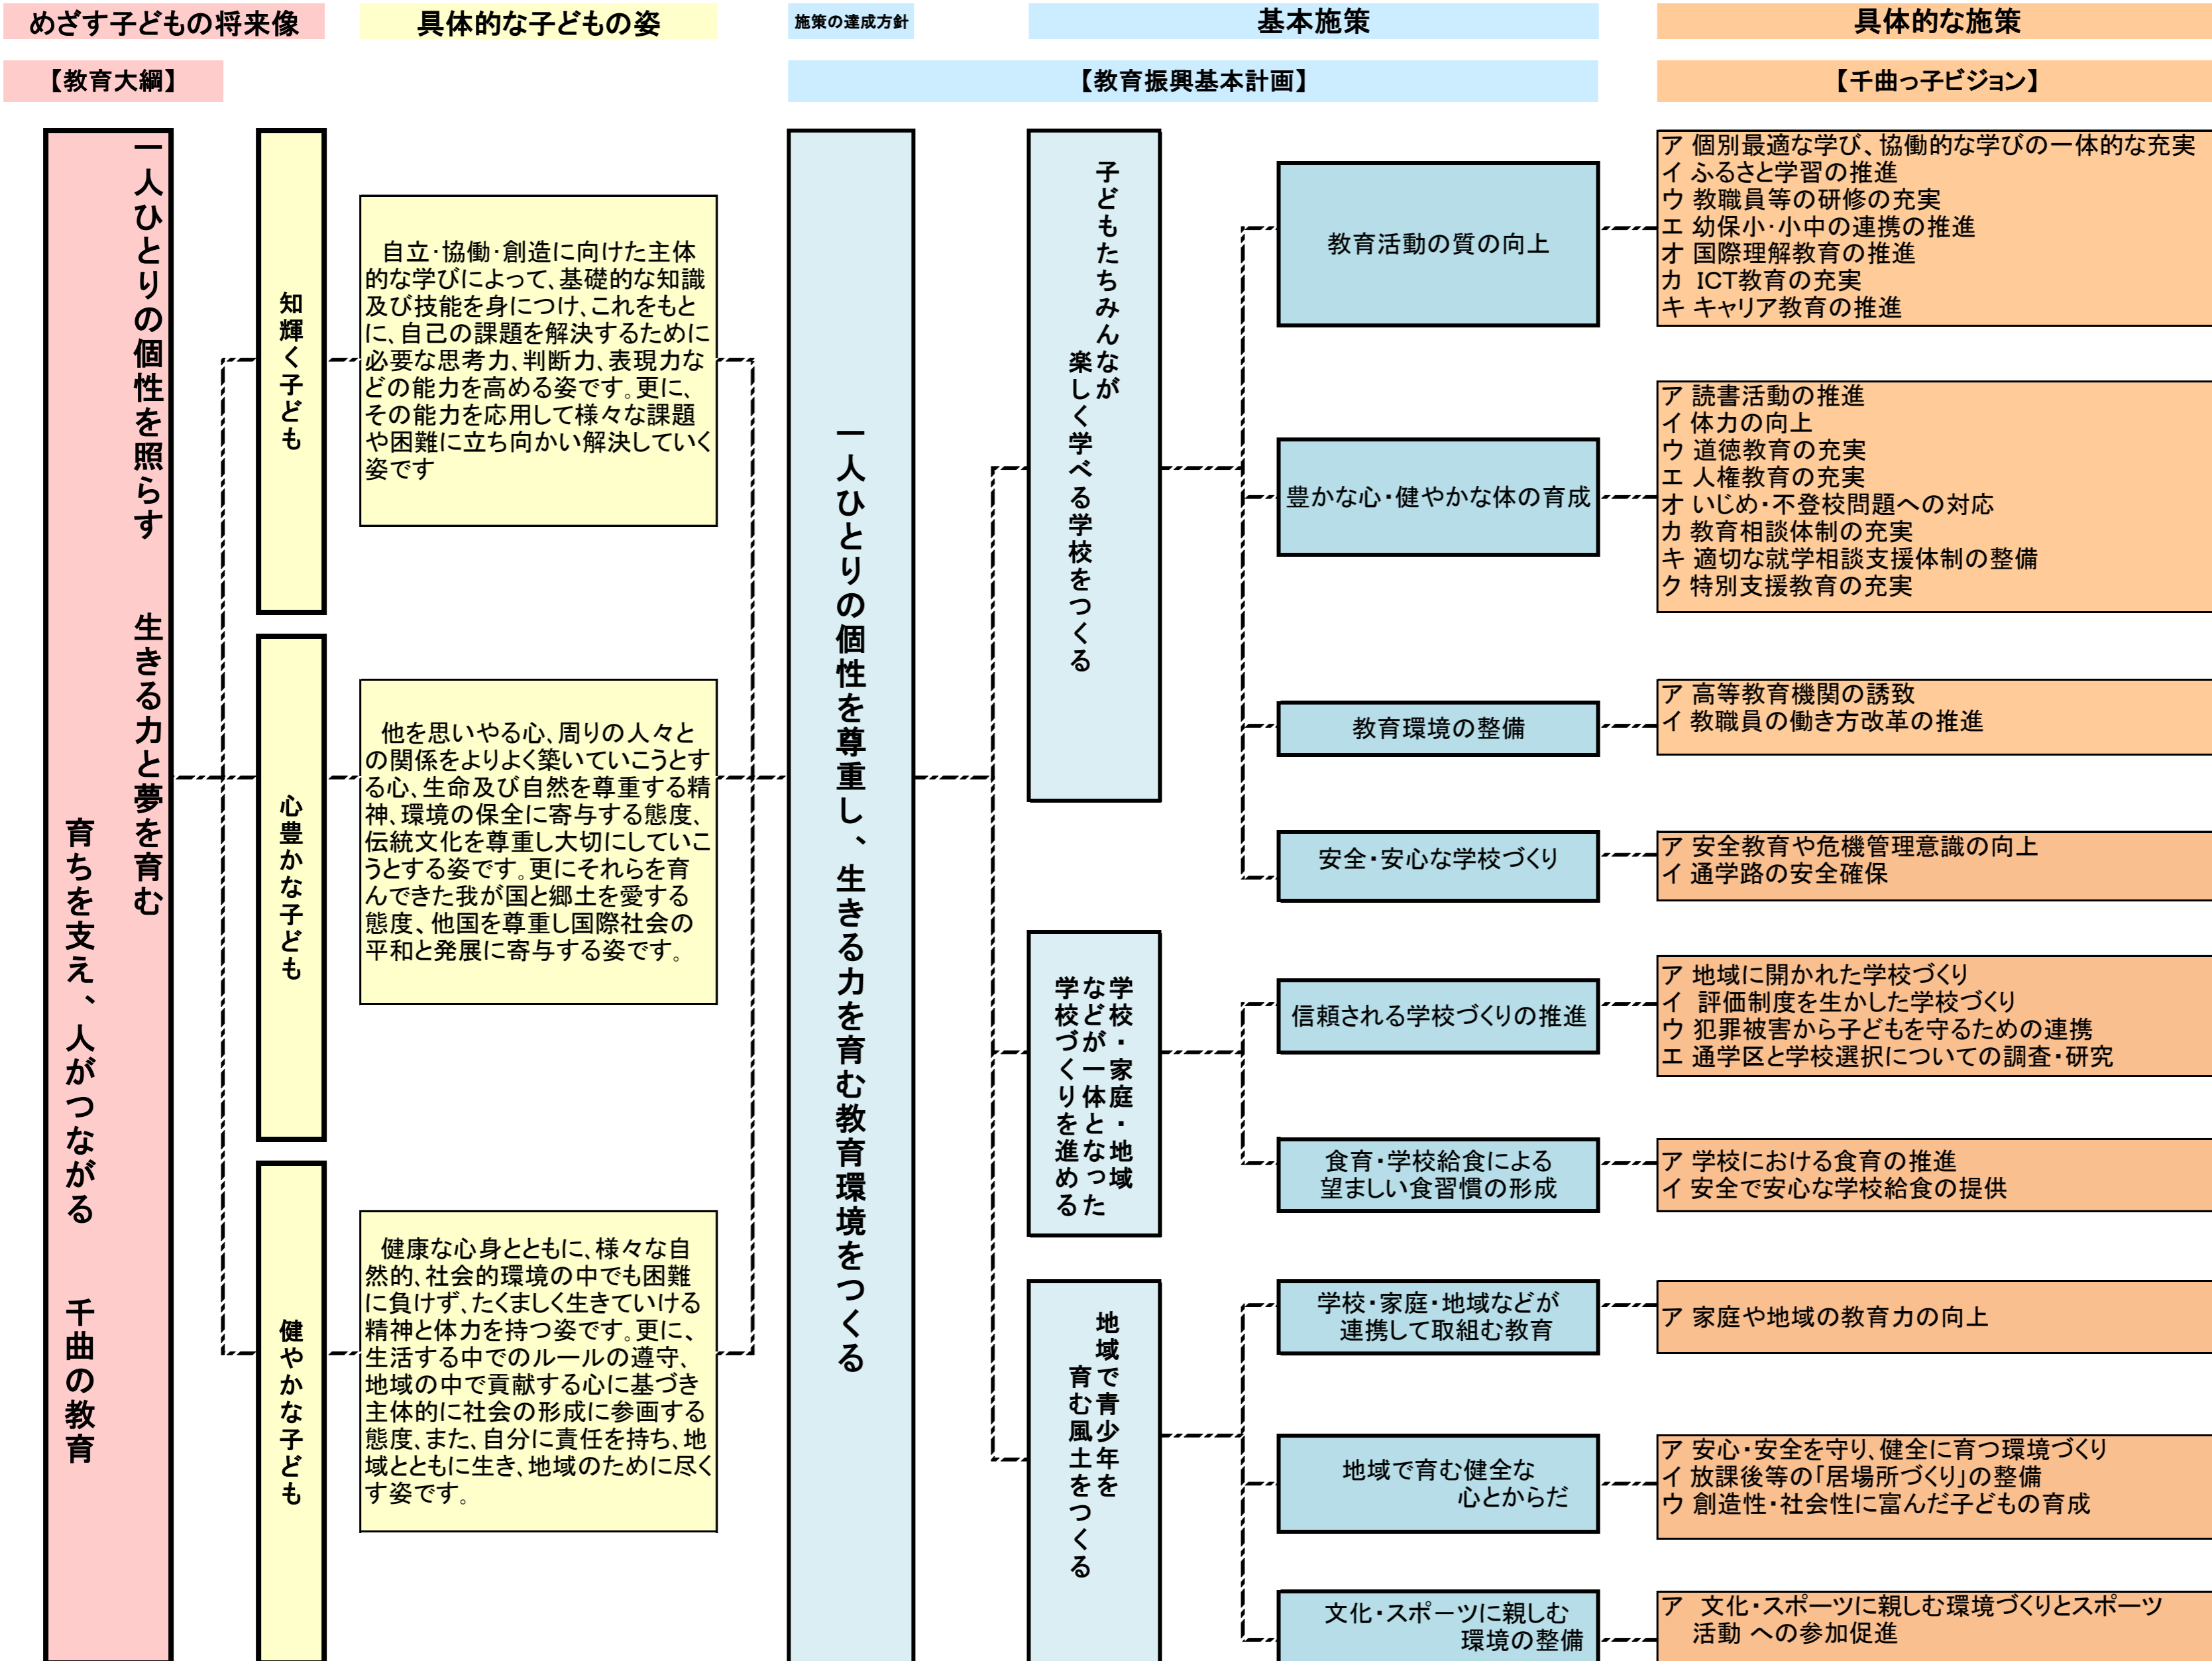 めざす子どもの将来像
具体的な子どもの姿
施策の達成方針
基本施策
具体的な施策
【教育大綱】
【教育振興基本計画】
【千曲っ子ビジョン】
一人ひとりの個性を照らす　生きる力と夢を育む
育ちを支え、人がつながる　千曲の教育
知輝く子ども
自立・協働・創造に向けた主体
的な学びによって、基礎的な知識
及び技能を身につけ、これをもと
に、自己の課題を解決するために
必要な思考力、判断力、表現力な
どの能力を高める姿です。更に、
その能力を応用して様々な課題
や困難に立ち向かい解決していく
姿です
心豊かな子ども
他を思いやる心、周りの人々と
の関係をよりよく築いていこうとす
る心、生命及び自然を尊重する精
神、環境の保全に寄与する態度、
伝統文化を尊重し大切にしていこ
うとする姿です。更にそれらを育
んできた我が国と郷土を愛する
態度、他国を尊重し国際社会の
平和と発展に寄与する姿です。
健やかな子ども
健康な心身とともに、様々な自
然的、社会的環境の中でも困難
に負けず、たくましく生きていける
精神と体力を持つ姿です。更に、
生活する中でのルールの遵守、
地域の中で貢献する心に基づき
主体的に社会の形成に参画する
態度、また、自分に責任を持ち、地
域とともに生き、地域のために尽く
す姿です。
一人ひとりの個性を尊重し、生きる力を育む教育環境をつくる
子どもたちみんなが
楽しく学べる学校をつくる
教育活動の質の向上
ア 個別最適な学び、協働的な学びの一体的な充実
イ ふるさと学習の推進
ウ 教職員等の研修の充実
エ 幼保小・小中の連携の推進
オ 国際理解教育の推進
カ ICT教育の充実
キ キャリア教育の推進
豊かな心・健やかな体の育成
ア 読書活動の推進
イ 体力の向上
ウ 道徳教育の充実
エ 人権教育の充実
オ いじめ・不登校問題への対応
カ 教育相談体制の充実
キ 適切な就学相談支援体制の整備
ク 特別支援教育の充実
教育環境の整備
ア 高等教育機関の誘致
イ 教職員の働き方改革の推進
安全・安心な学校づくり
ア 安全教育や危機管理意識の向上
イ 通学路の安全確保
学校・家庭・地域
などが一体となった
学校づくりを進める
信頼される学校づくりの推進
ア 地域に開かれた学校づくり
イ 評価制度を生かした学校づくり
ウ 犯罪被害から子どもを守るための連携
エ 通学区と学校選択についての調査・研究
食育・学校給食による
望ましい食習慣の形成
ア 学校における食育の推進
イ 安全で安心な学校給食の提供
地域で青少年を
育む風土をつくる
学校・家庭・地域などが
連携して取組む教育
ア 家庭や地域の教育力の向上
地域で育む健全な
心とからだ
ア 安心・安全を守り、健全に育つ環境づくり
イ 放課後等の「居場所づくり」の整備
ウ 創造性・社会性に富んだ子どもの育成
文化・スポーツに親しむ
環境の整備
ア 文化・スポーツに親しむ環境づくりとスポーツ
活動 への参加促進